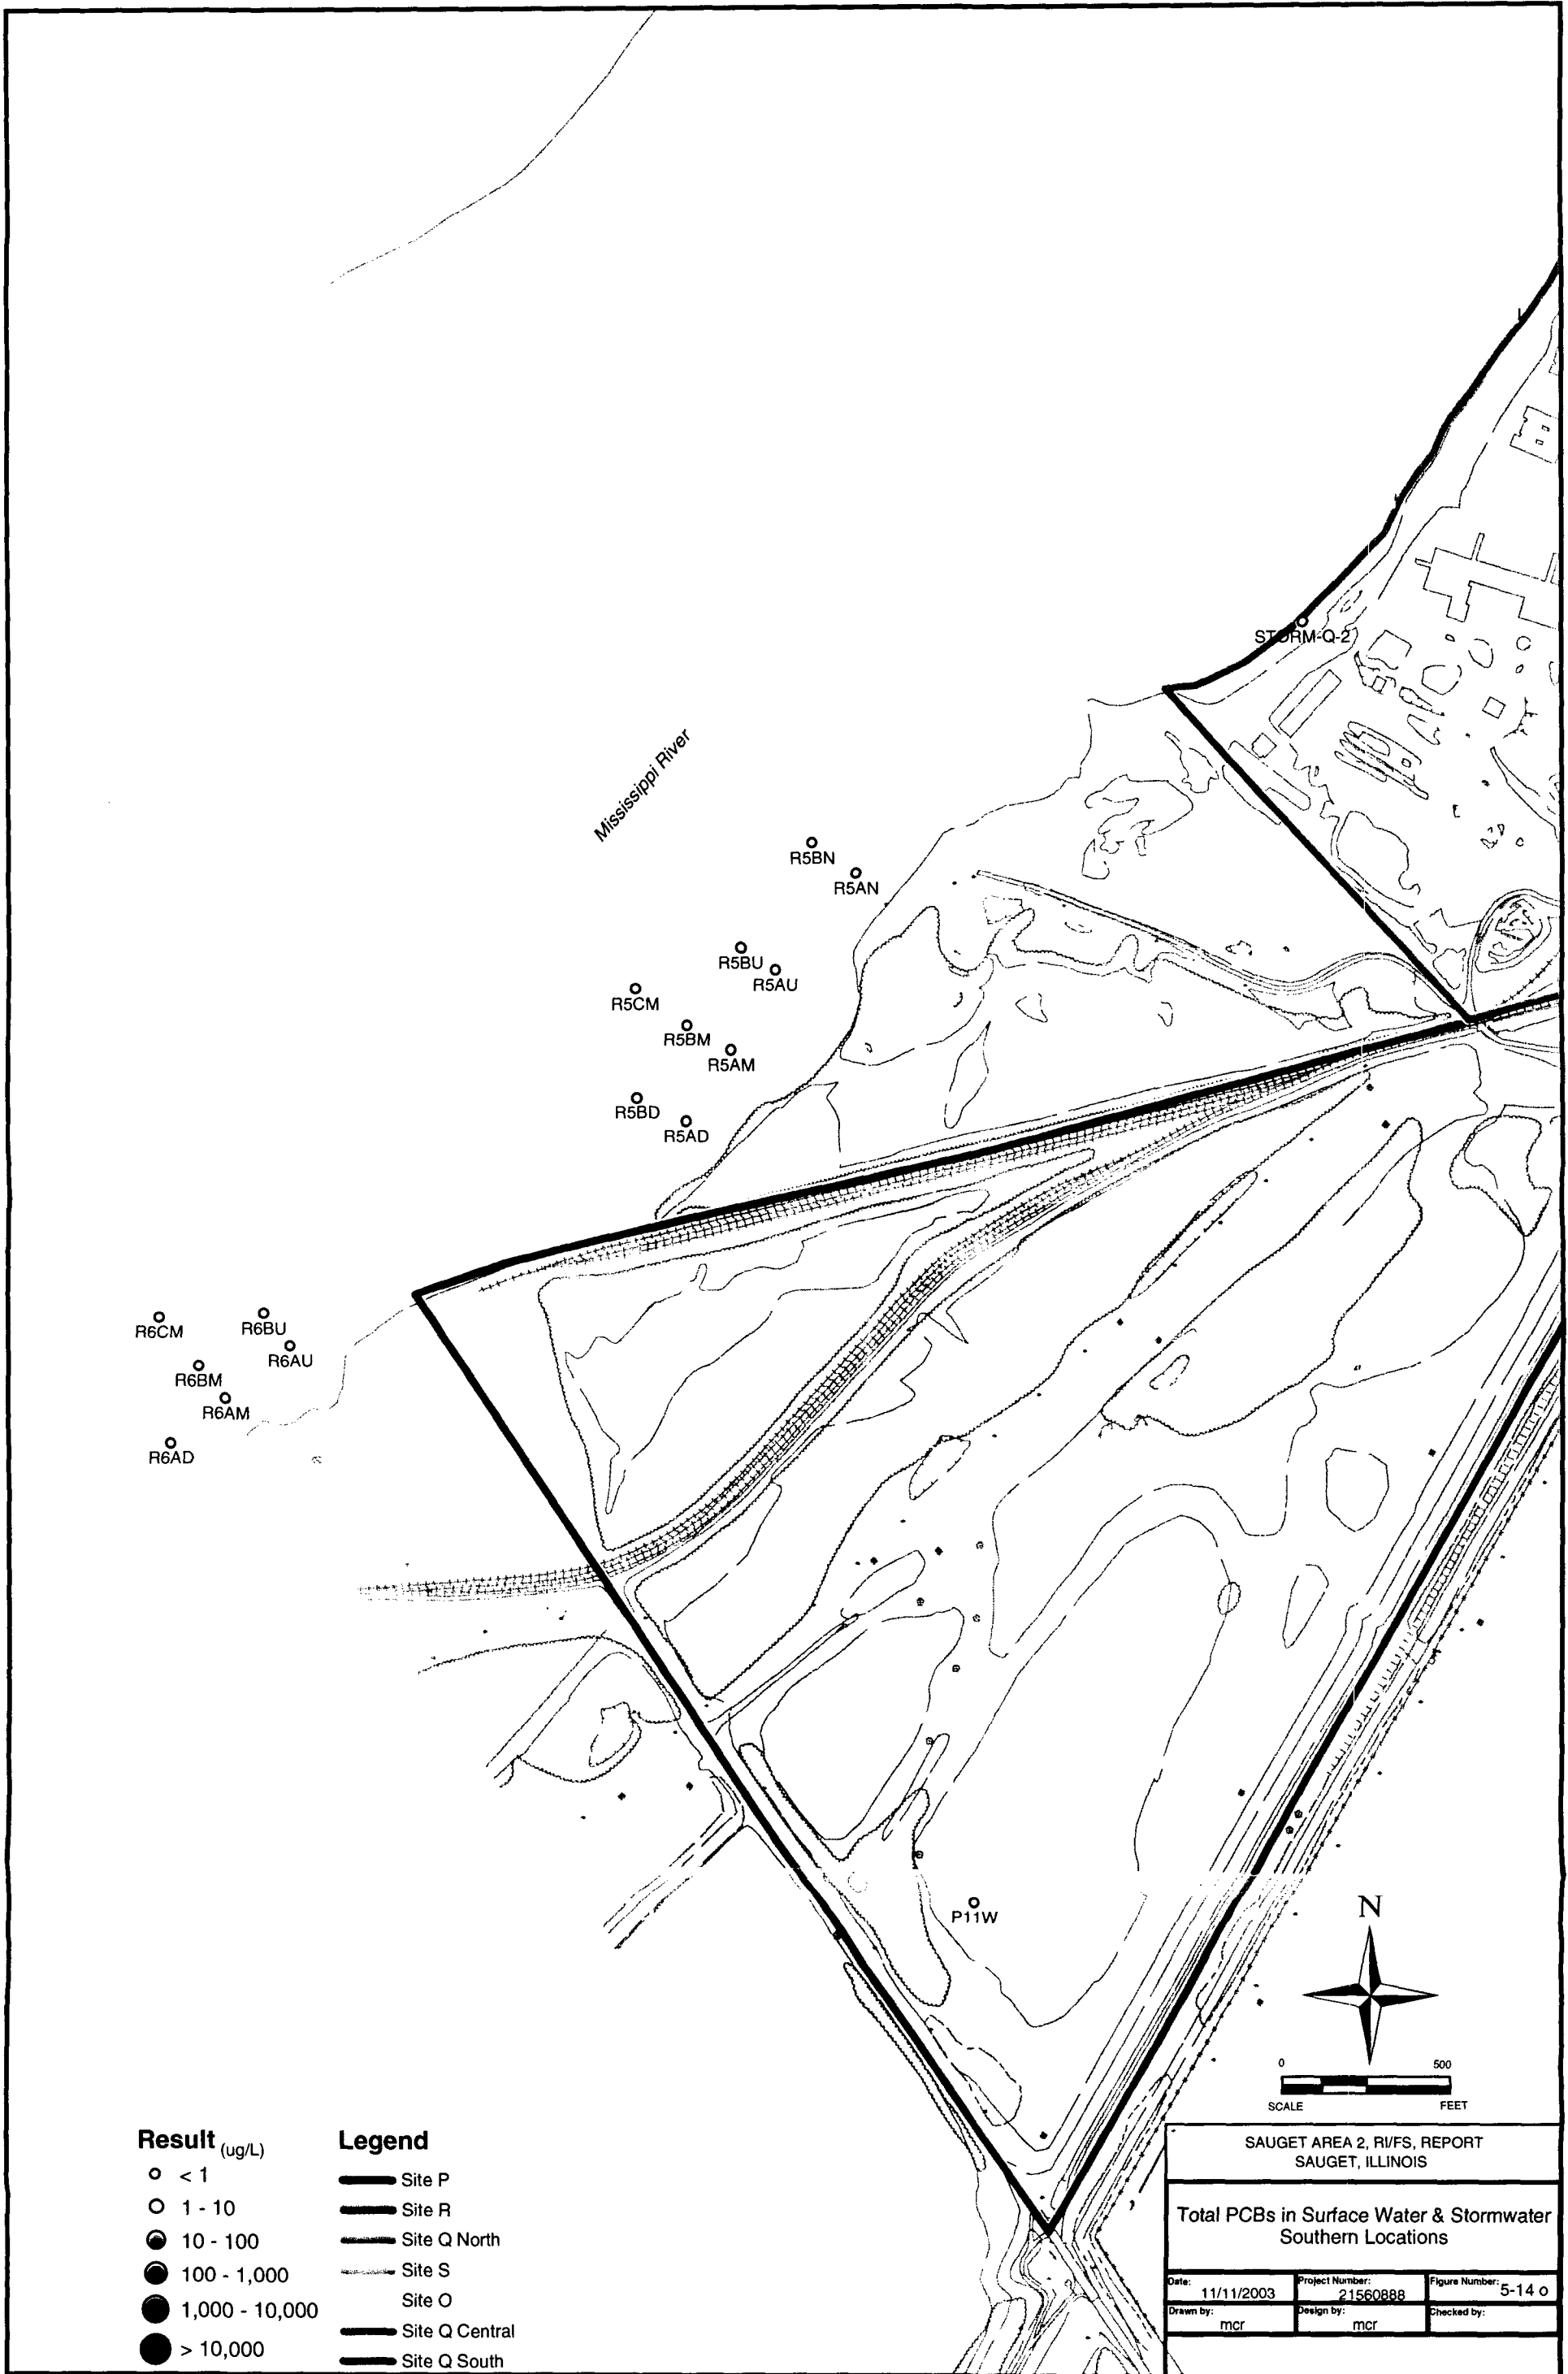 STORM-Q-2
Mississippi River
R5BN
R5AN
R5BU
R5AU
R5CM
R5BM
R5AM
R5BD
R5AD
R6CM
R6BU
R6AU
R6BM
R6AM
R6AD
P11W
N
0 500
SCALE FEET
Result (ug/L)
< 1
1 - 10
10 - 100
100 - 1,000
1,000 - 10,000
> 10,000
Legend
Site P
Site R
Site Q North
Site S
Site O
Site Q Central
Site Q South
SAUGET AREA 2, RI/FS, REPORT
SAUGET, ILLINOIS
Total PCBs in Surface Water & Stormwater
Southern Locations
Date: 11/11/2003
Project Number: 21560888
Figure Number: 5-14 o
Drawn by: mcr
Design by: mcr
Checked by: